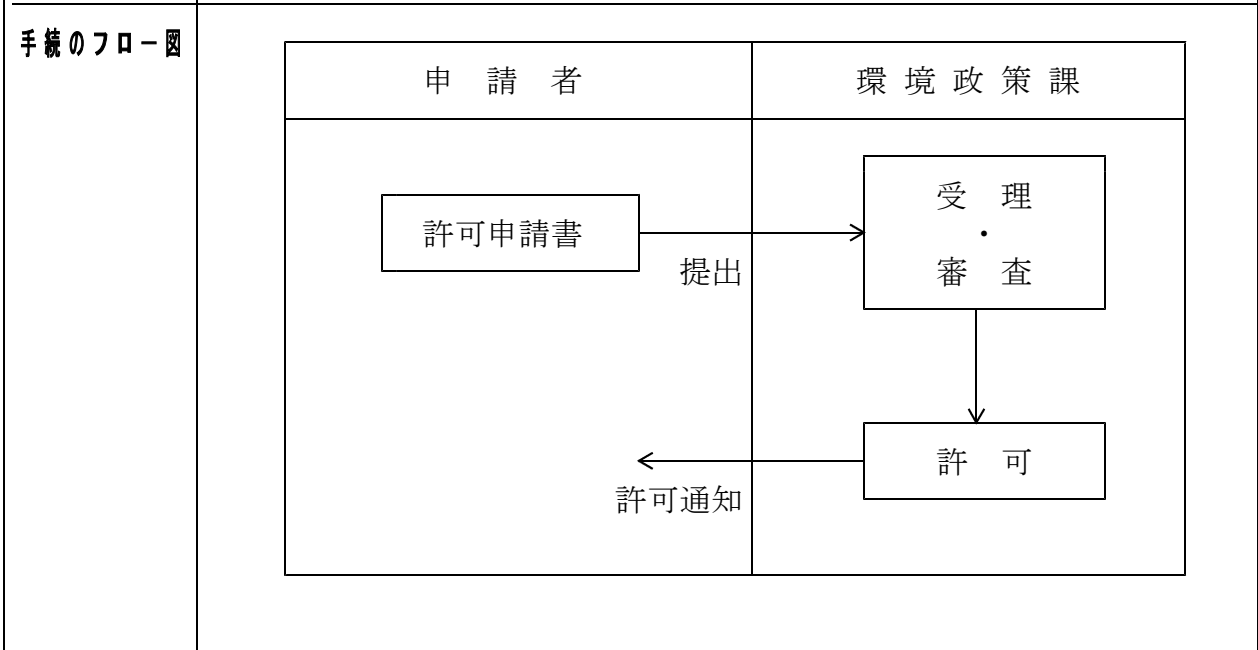 手続のフロー図
申請者
環境政策課
許可申請書
提出
受理
・
審査
許可
許可通知